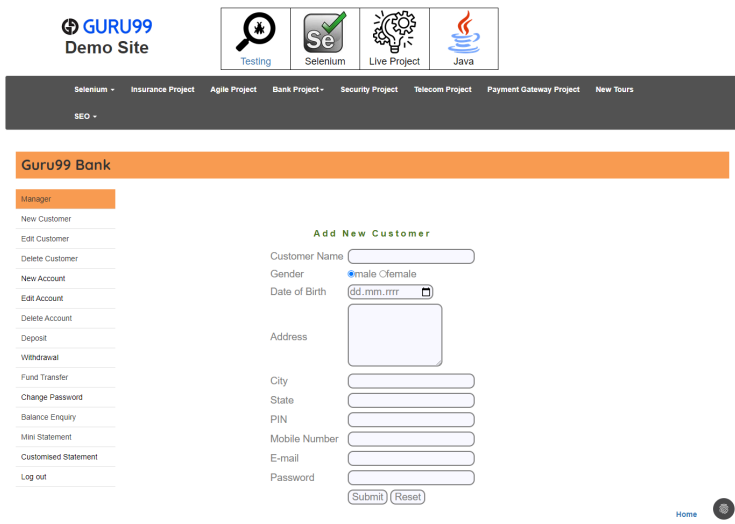 GURU99
Demo Site
Testing
Selenium
Live Project
Java
Selenium Insurance Project Agile Project Bank Project Security Project Telecom Project Payment Gateway Project New Tours
SEO
Guru99 Bank
Manager
New Customer
Edit Customer
Delete Customer
New Account
Edit Account
Delete Account
Deposit
Withdrawal
Fund Transfer
Change Password
Balance Enquiry
Mini Statement
Customised Statement
Log out
Add New Customer
Customer Name
Gender male female
Date of Birth dd.mm.rrrr
Address
City
State
PIN
Mobile Number
E-mail
Password
Submit Reset
Home